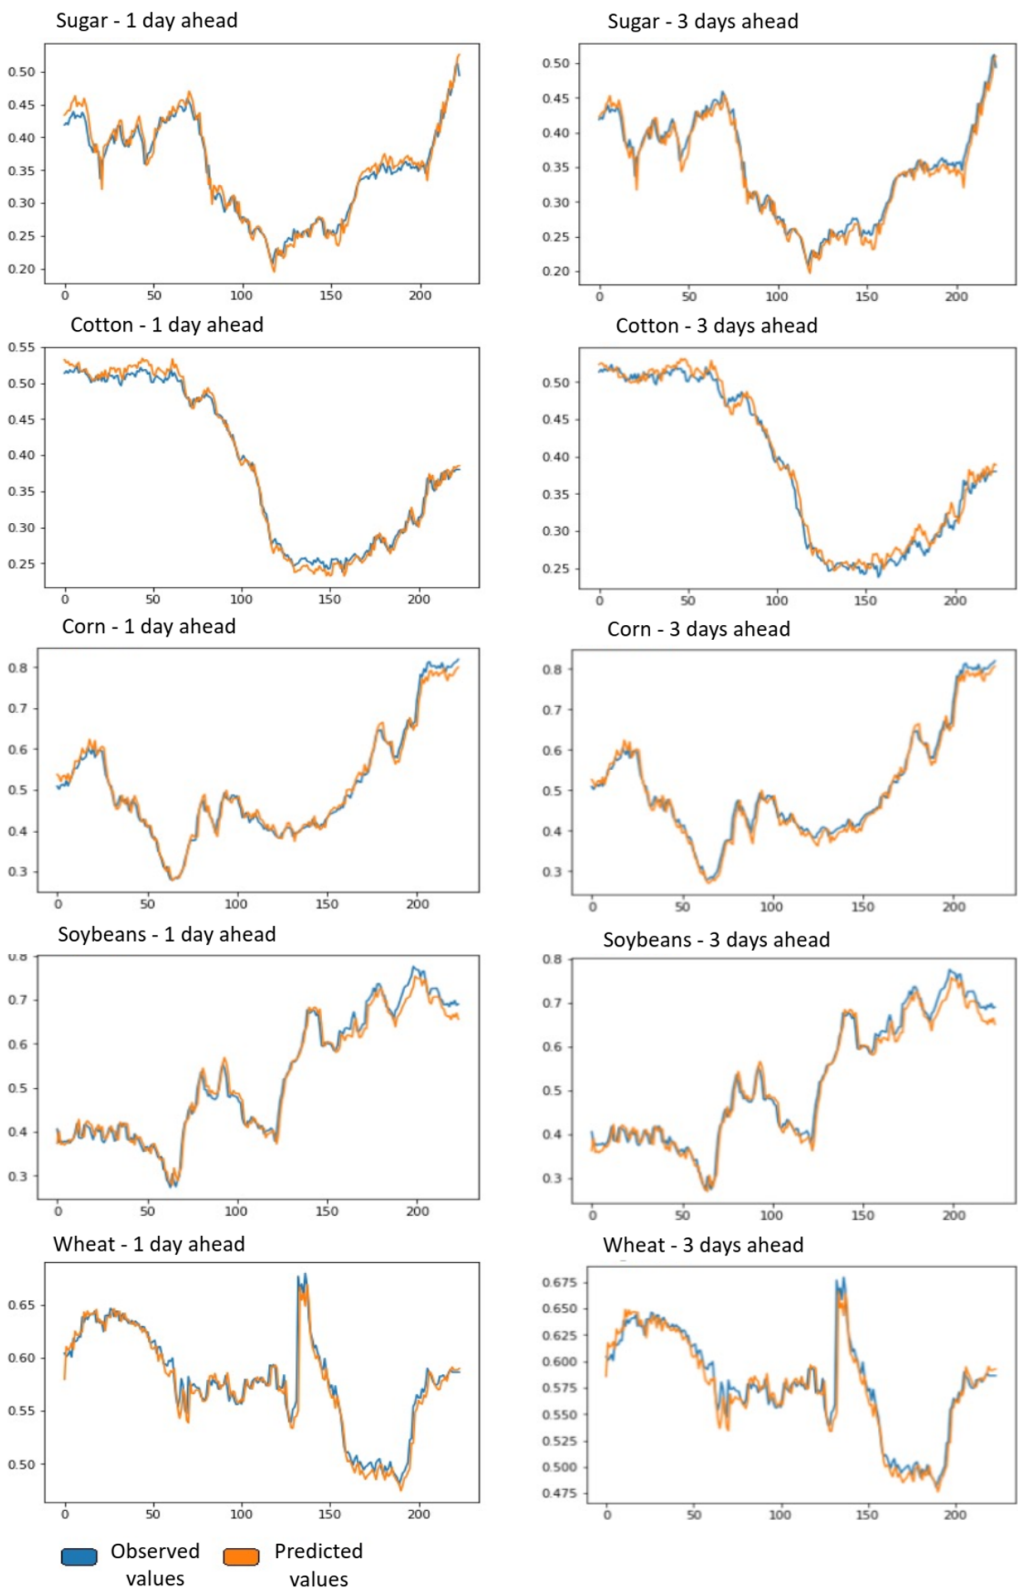 Sugar - 1 day ahead
0.50
0.45
0.40
0.35
0.30
0.25
0.20
0 50 100 150 200
Sugar - 3 days ahead
0.50
0.45
0.40
0.35
0.30
0.25
0.20
0 50 100 150 200
Cotton - 1 day ahead
0.55
0.50
0.45
0.40
0.35
0.30
0.25
0 50 100 150 200
Cotton - 3 days ahead
0.50
0.45
0.40
0.35
0.30
0.25
0 50 100 150 200
Corn - 1 day ahead
0.8
0.7
0.6
0.5
0.4
0.3
0 50 100 150 200
Corn - 3 days ahead
0.8
0.7
0.6
0.5
0.4
0.3
0 50 100 150 200
Soybeans - 1 day ahead
0.8
0.7
0.6
0.5
0.4
0.3
0 50 100 150 200
Soybeans - 3 days ahead
0.8
0.7
0.6
0.5
0.4
0.3
0 50 100 150 200
Wheat - 1 day ahead
0.65
0.60
0.55
0.50
0 50 100 150 200
Wheat - 3 days ahead
0.675
0.650
0.625
0.600
0.575
0.550
0.525
0.500
0.475
0 50 100 150 200
Observed
values
Predicted
values